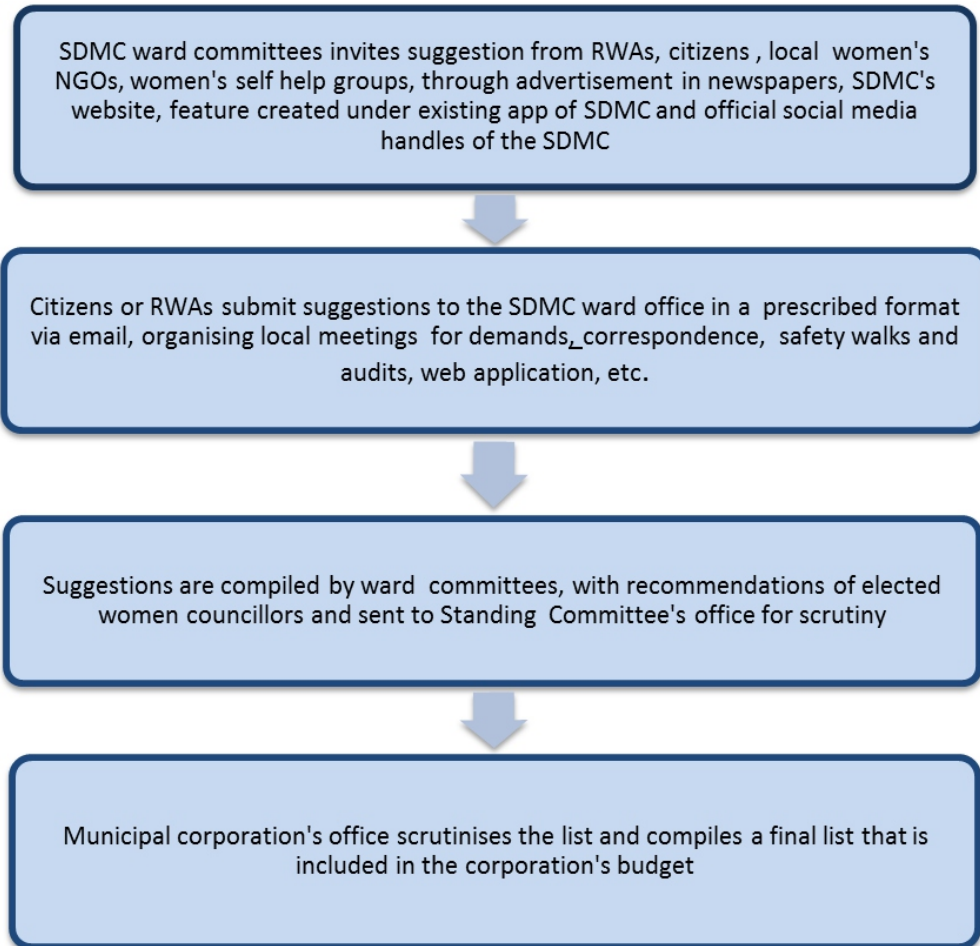 SDMC ward committees invites suggestion from RWAs, citizens , local women's
NGOs, women's self help groups, through advertisement in newspapers, SDMC's
website, feature created under existing app of SDMC and official social media
handles of the SDMC
Citizens or RWAs submit suggestions to the SDMC ward office in a prescribed format
via email, organising local meetings for demands, correspondence, safety walks and
audits, web application, etc.
Suggestions are compiled by ward committees, with recommendations of elected
women councillors and sent to Standing Committee's office for scrutiny
Municipal corporation's office scrutinises the list and compiles a final list that is
included in the corporation's budget